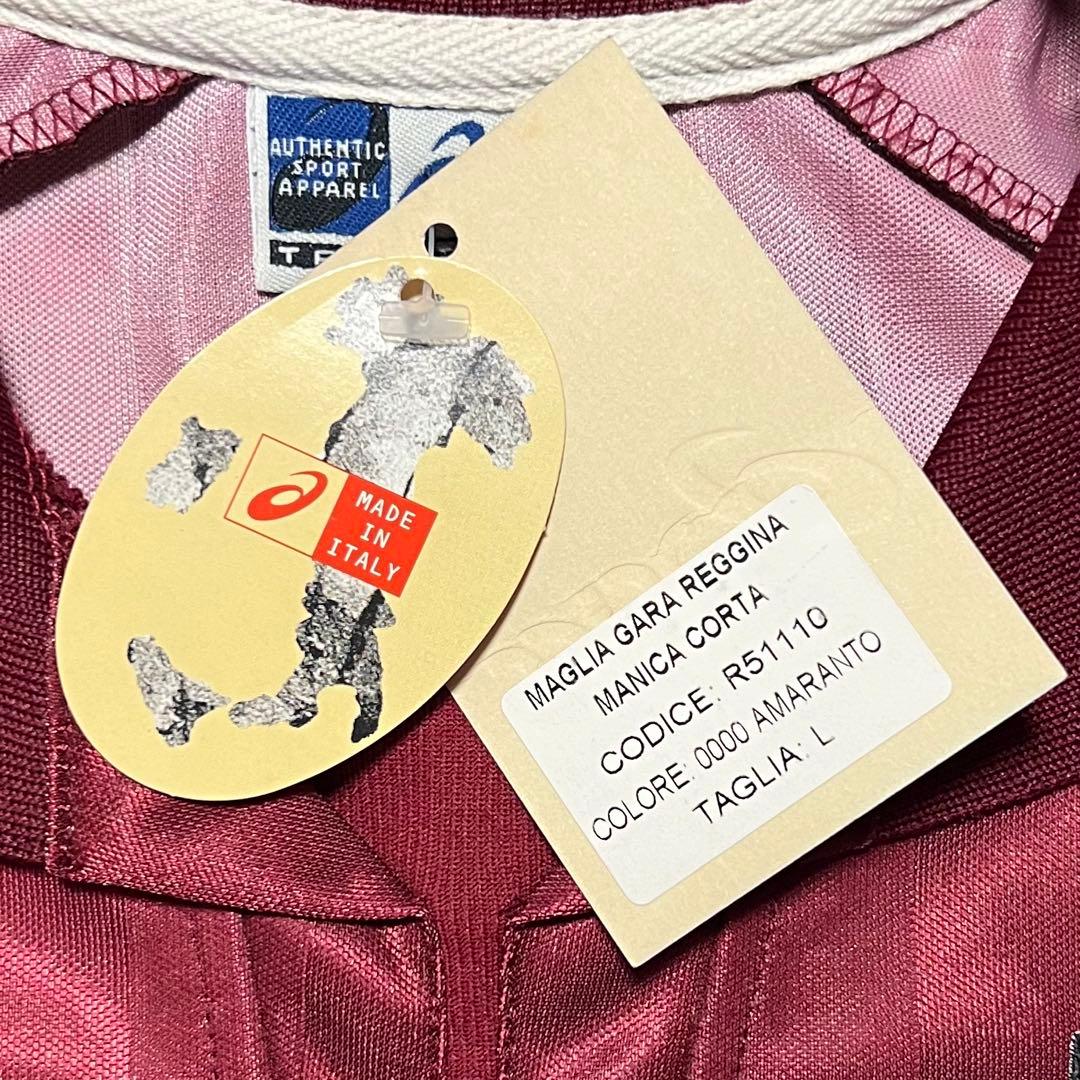 AUTHENTIC
SPORT
APPAREL
MADE
IN
ITALY
MAGLIA GARA REGGINA
MANICA CORTA
CODICE: R51110
COLORE: 0000 AMARANTO
TAGLIA: L